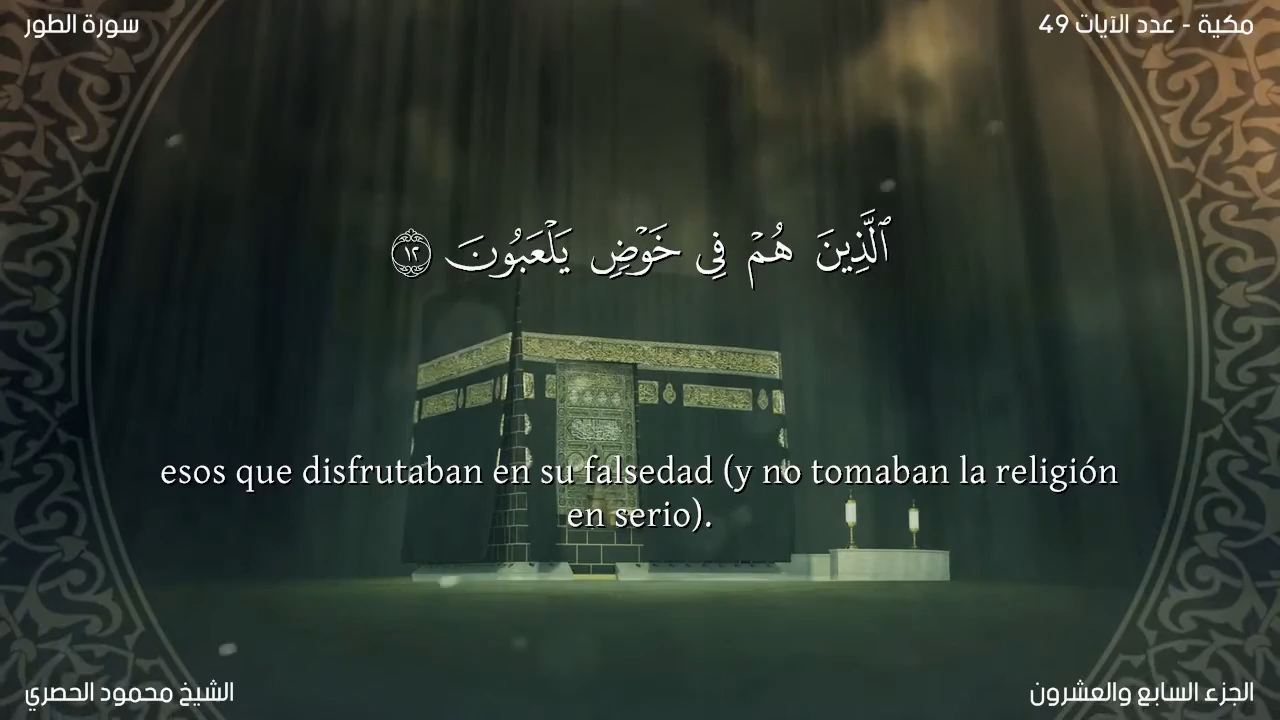 سورة الطور
مكية - عدد الآيات 49
ٱلَّذِينَ هُمۡ فِي خَوۡضٖ يَلۡعَبُونَ ١٢
esos que disfrutaban en su falsedad (y no tomaban la religión
en serio).
الشيخ محمود الحصري
الجزء السابع والعشرون